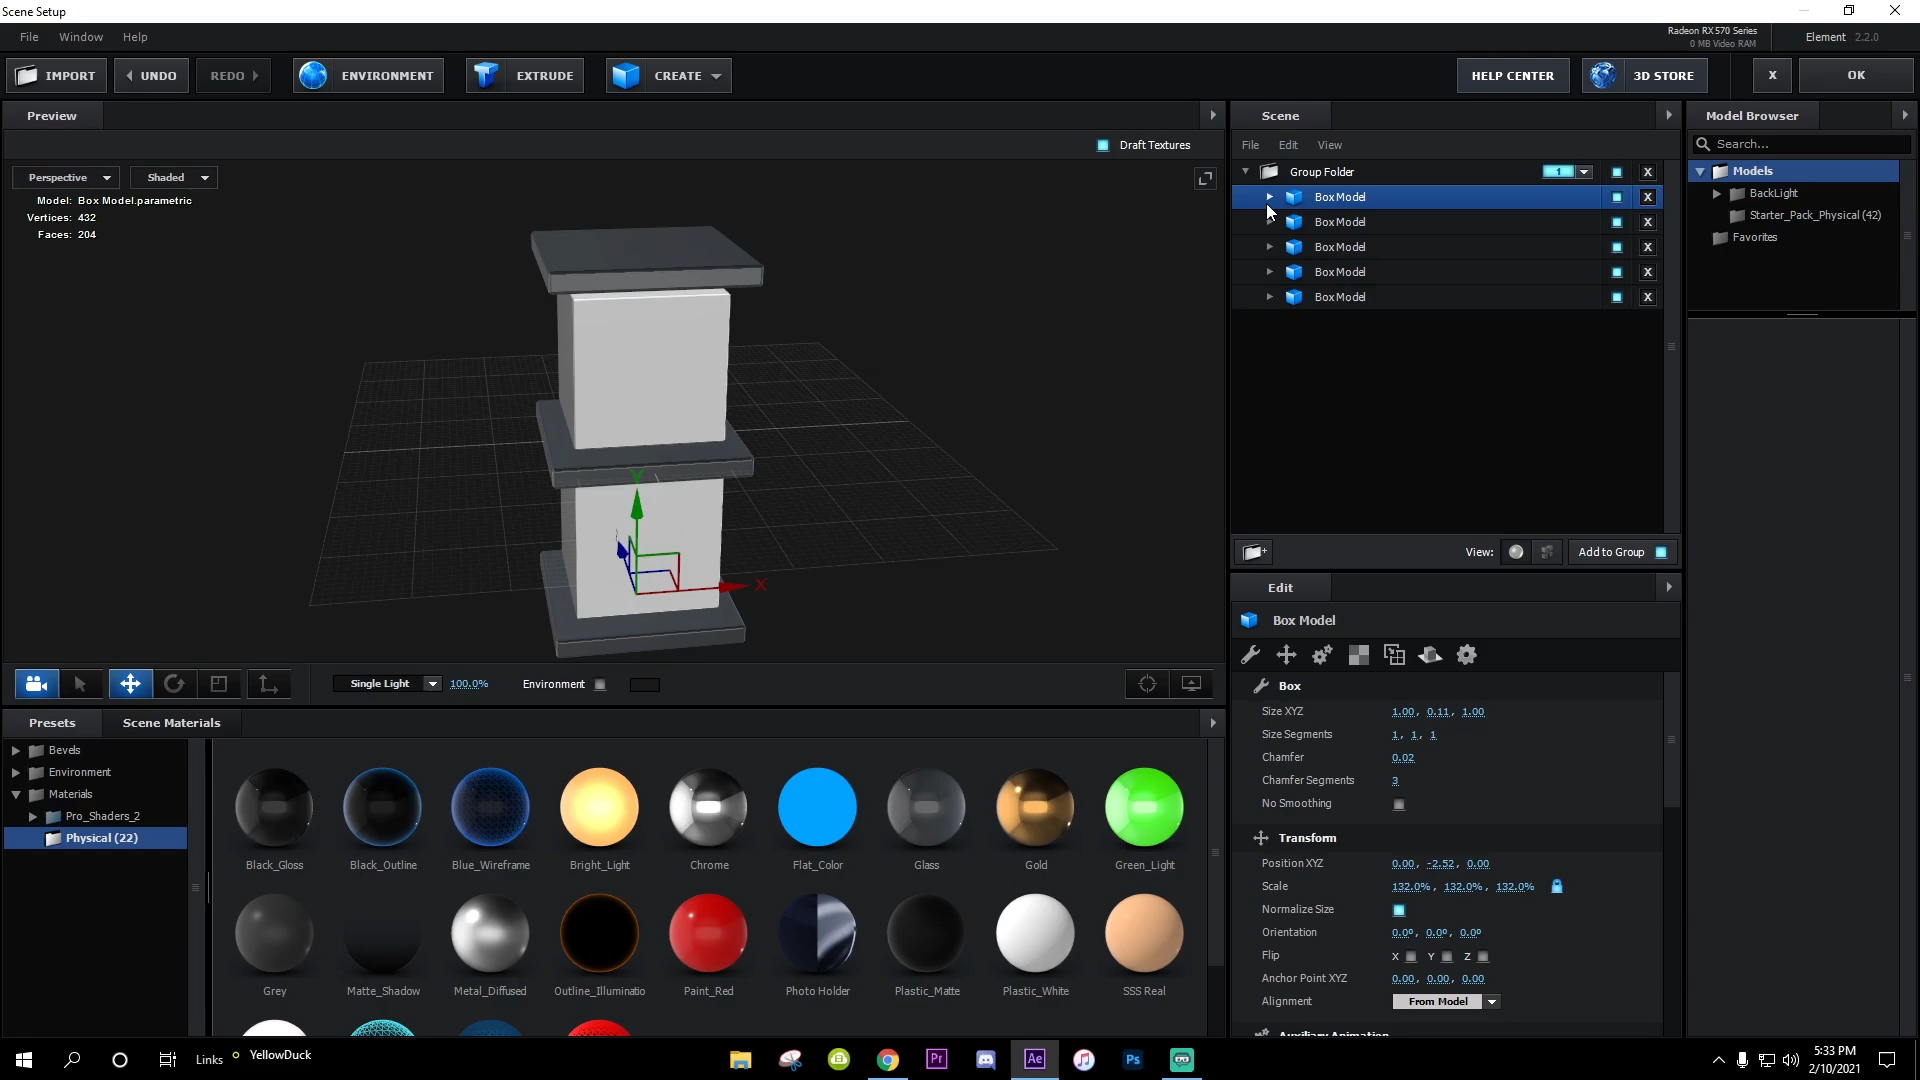 Scene Setup
File Window Help
Radeon RX 570 Series
0 MB Video RAM
Element 2.2.0
IMPORT UNDO REDO ENVIRONMENT EXTRUDE CREATE HELP CENTER 3D STORE X OK
Preview
Draft Textures
Perspective Shaded
Model: Box Model.parametric
Vertices: 432
Faces: 204
Y
X
Single Light 100.0% Environment
Scene
File Edit View
Group Folder 1 X
Box Model X
Box Model X
Box Model X
Box Model X
Box Model X
View: Add to Group
Model Browser
Search...
Models
BackLight
Starter_Pack_Physical (42)
Favorites
Edit
Box Model
Box
Size XYZ 1.00, 0.11, 1.00
Size Segments 1, 1, 1
Chamfer 0.02
Chamfer Segments 3
No Smoothing
Transform
Position XYZ 0.00, -2.52, 0.00
Scale 132.0%, 132.0%, 132.0%
Normalize Size
Orientation 0.0º, 0.0º, 0.0º
Flip X Y Z
Anchor Point XYZ 0.00, 0.00, 0.00
Alignment From Model
Auxiliary Animation
Presets Scene Materials
Bevels
Environment
Materials
Pro_Shaders_2
Physical (22)
Black_Gloss Black_Outline Blue_Wireframe Bright_Light Chrome Flat_Color Glass Gold Green_Light
Grey Matte_Shadow Metal_Diffused Outline_Illuminatio Paint_Red Photo Holder Plastic_Matte Plastic_White SSS Real
Links YellowDuck
Pr Ae Ps
5:33 PM
2/10/2021